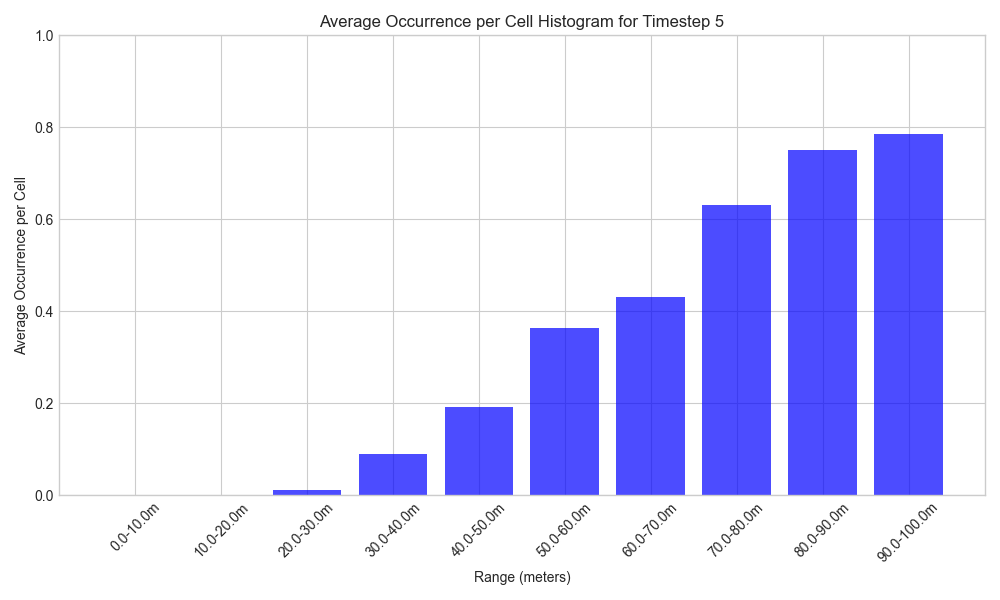 Average Occurrence per Cell Histogram for Timestep 5
1.0
0.8
0.6
0.4
0.2
0.0
Average Occurrence per Cell
0.0-10.0m
10.0-20.0m
20.0-30.0m
30.0-40.0m
40.0-50.0m
50.0-60.0m
60.0-70.0m
70.0-80.0m
80.0-90.0m
90.0-100.0m
Range (meters)